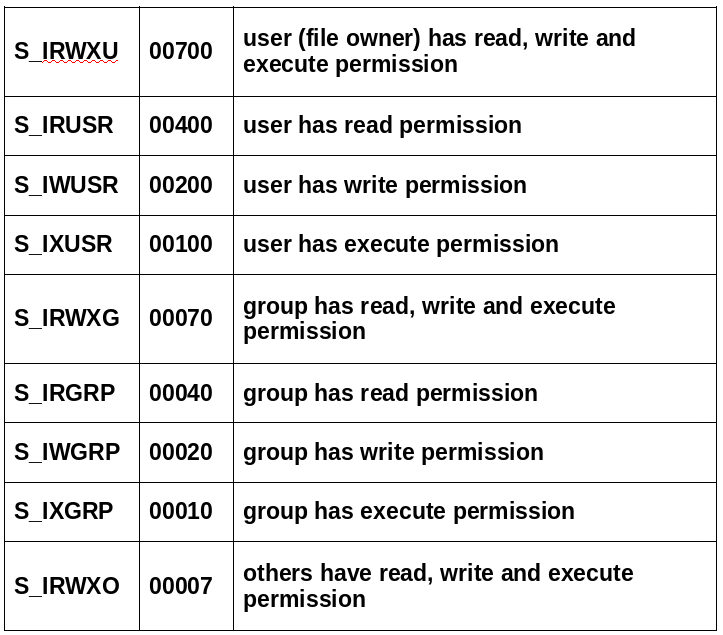 S_IRWXU 00700 user (file owner) has read, write and
execute permission
S_IRUSR 00400 user has read permission
S_IWUSR 00200 user has write permission
S_IXUSR 00100 user has execute permission
S_IRWXG 00070 group has read, write and execute
permission
S_IRGRP 00040 group has read permission
S_IWGRP 00020 group has write permission
S_IXGRP 00010 group has execute permission
S_IRWXO 00007 others have read, write and execute
permission